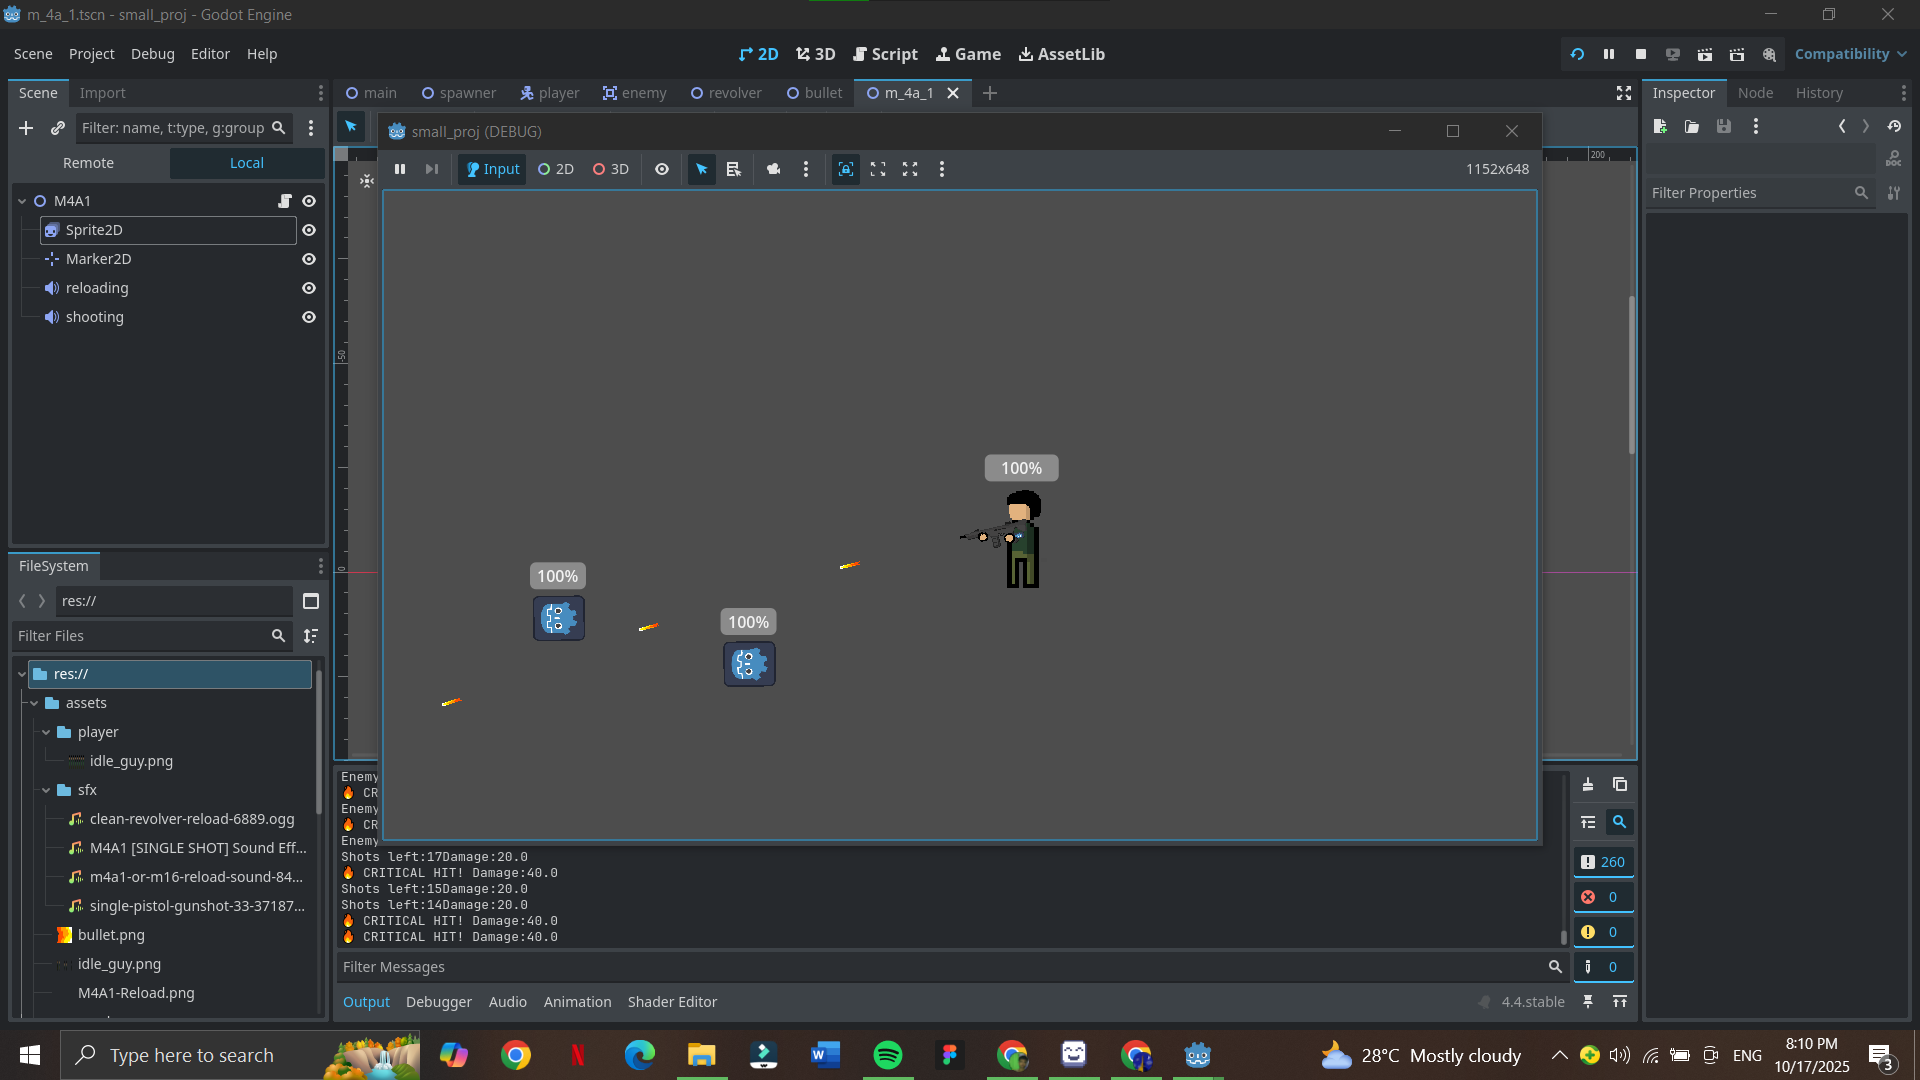 m_4a_1.tscn - small_proj - Godot Engine
Scene Project Debug Editor Help
2D 3D Script Game AssetLib
Compatibility
Scene Import
main spawner player enemy revolver bullet m_4a_1
Inspector Node History
Filter: name, t:type, g:group
small_proj (DEBUG)
Remote Local
Input 2D 3D
1152x648
200
Filter Properties
M4A1
Sprite2D
Marker2D
reloading
shooting
-50
0
100%
100%
100%
FileSystem
res://
Filter Files
res://
assets
player
idle_guy.png
sfx
clean-revolver-reload-6889.ogg
M4A1 [SINGLE SHOT] Sound Eff...
m4a1-or-m16-reload-sound-84...
single-pistol-gunshot-33-37187...
bullet.png
idle_guy.png
M4A1-Reload.png
Enemy
CR
Enemy
CR
Enemy
Shots left:17Damage:20.0
CRITICAL HIT! Damage:40.0
Shots left:15Damage:20.0
Shots left:14Damage:20.0
CRITICAL HIT! Damage:40.0
CRITICAL HIT! Damage:40.0
260
0
0
0
Filter Messages
Output Debugger Audio Animation Shader Editor
4.4.stable
Type here to search
28°C Mostly cloudy
ENG
8:10 PM
10/17/2025
3